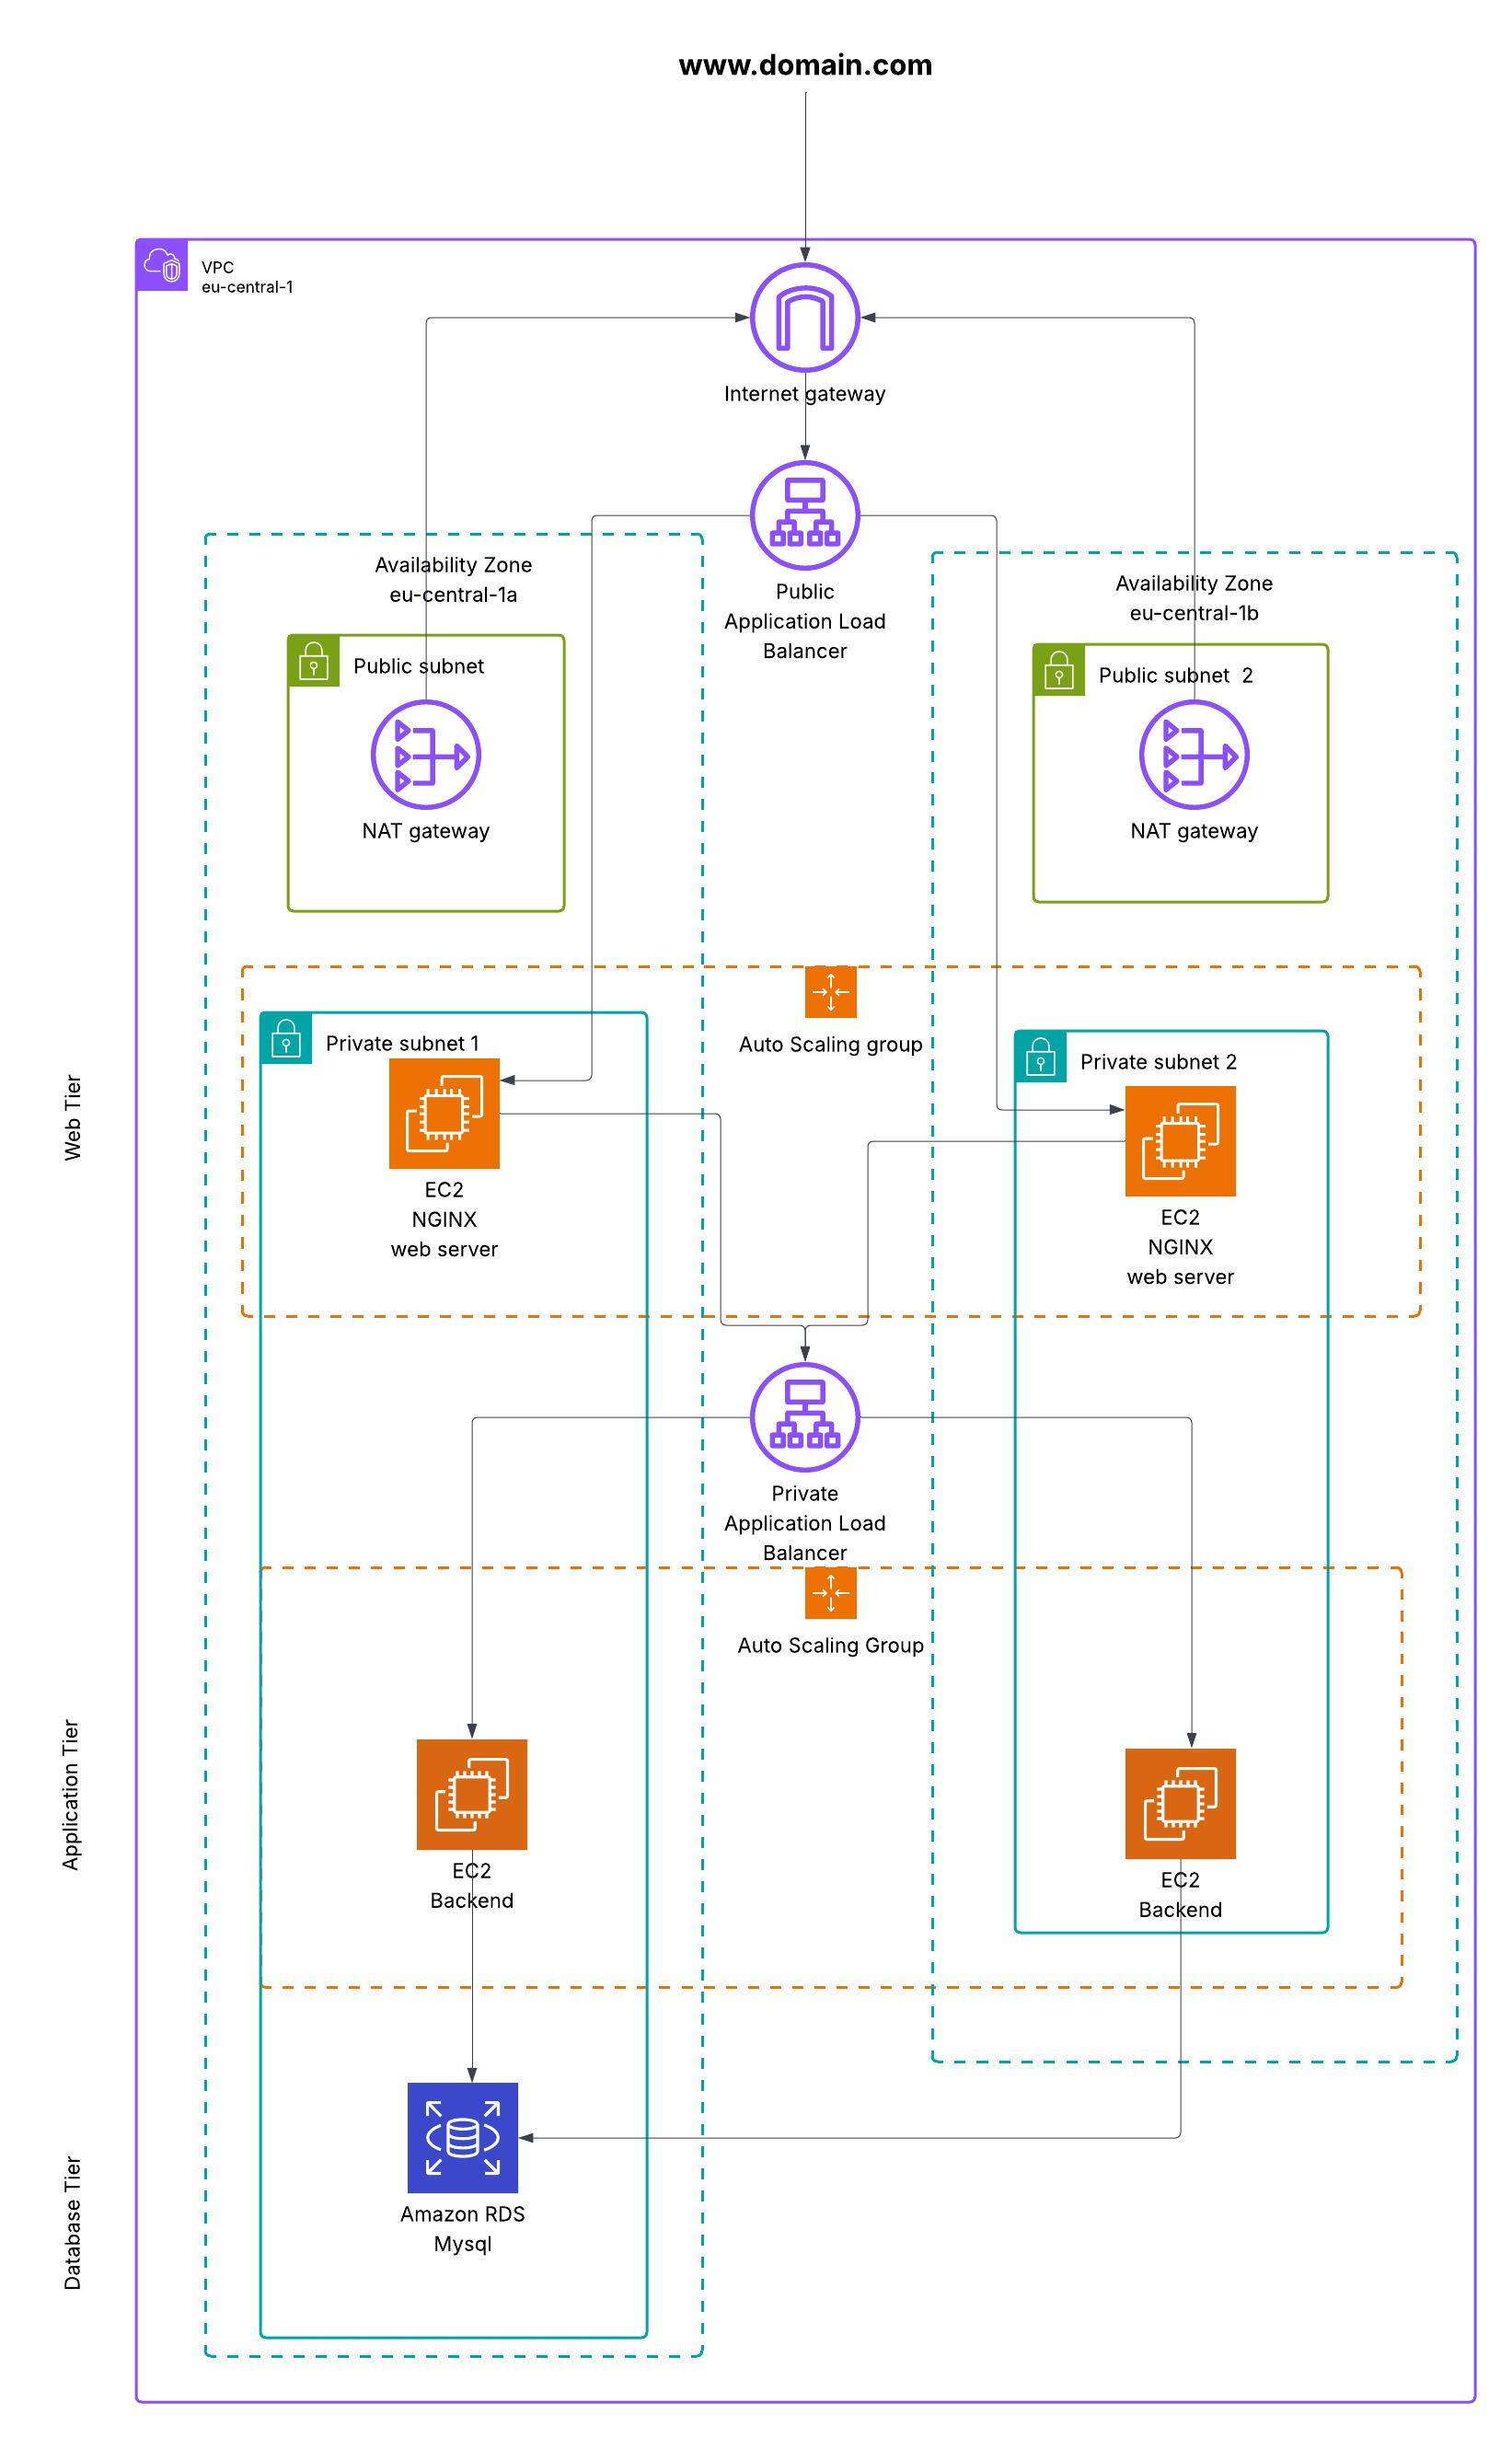 www.domain.com
VPC
eu-central-1
Internet gateway
Public
Application Load
Balancer
Availability Zone
eu-central-1a
Availability Zone
eu-central-1b
Public subnet
NAT gateway
Public subnet  2
NAT gateway
Web Tier
Auto Scaling group
Private subnet 1
EC2
NGINX
web server
Private subnet 2
EC2
NGINX
web server
Private
Application Load
Balancer
Auto Scaling Group
Application Tier
EC2
Backend
EC2
Backend
Database Tier
Amazon RDS
Mysql